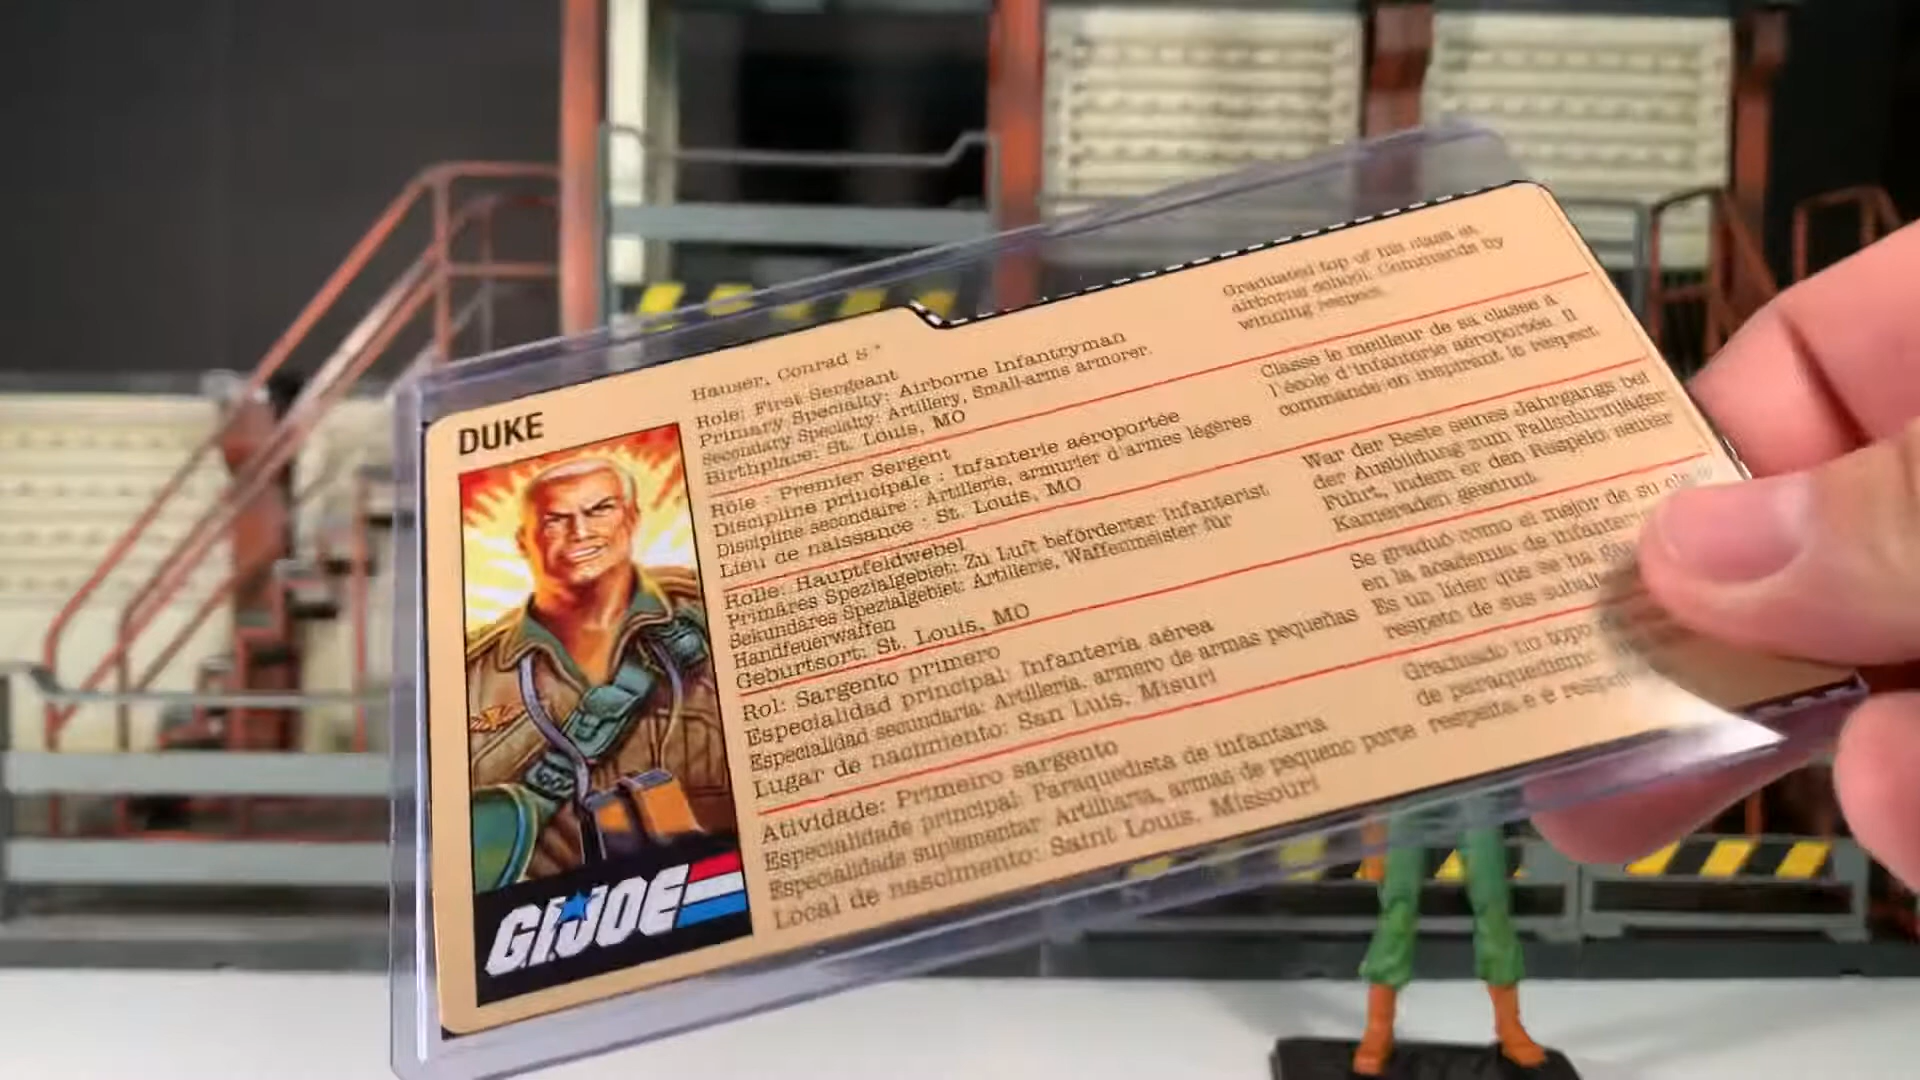 DUKE
GI JOE
Hauser, Conrad S.*
Role: First Sergeant
Primary Specialty: Airborne Infantryman
Secondary Specialty: Artillery, Small-arms armorer.
Birthplace: St. Louis, MO
Graduated top of his class at
airborne school. Commands by
winning respect.
Role : Premier Sergent
Discipline principale : Infanterie aéroportée
Discipline secondaire : Artillerie, armurier d'armes légères
Lieu de naissance : St. Louis, MO
Classe le meilleur de sa classe à
l'école d'infanterie aéroportée. Il
commande en inspirant le respect.
Rolle: Hauptfeldwebel
Primäres Spezialgebiet: Zu Luft beförderter Infanterist
Sekundäres Spezialgebiet: Artillerie, Waffenmeister für
Handfeuerwaffen
Geburtsort: St. Louis, MO
War der Beste seines Jahrgangs bei
der Ausbildung zum Fallschirmjäger
Führt, indem er den Respekt seiner
Kameraden gewinnt.
Rol: Sargento primero
Especialidad principal: Infantería aérea
Especialidad secundaria: Artillería, armero de armas pequeñas
Lugar de nacimiento: San Luis, Misuri
Se graduó como el mejor de su
en la academia de
Es un líder que se ha
respeto de sus
Atividade: Primeiro sargento
Especialidade principal: Paraquedista de infantaria
Especialidade suplementar: Artilharia, armas de pequeno porte
Local de nascimento: Saint Louis, Missouri
Graduado no topo
de
respeita e é